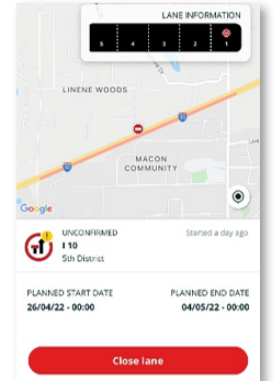 LANE INFORMATION
5 4 3 2 1
LINENE WOODS
MACON
COMMUNITY
Google
UNCONFIRMED
Started a day ago
I 10
5th District
PLANNED START DATE
PLANNED END DATE
26/04/22 - 00:00
04/05/22 - 00:00
Close lane